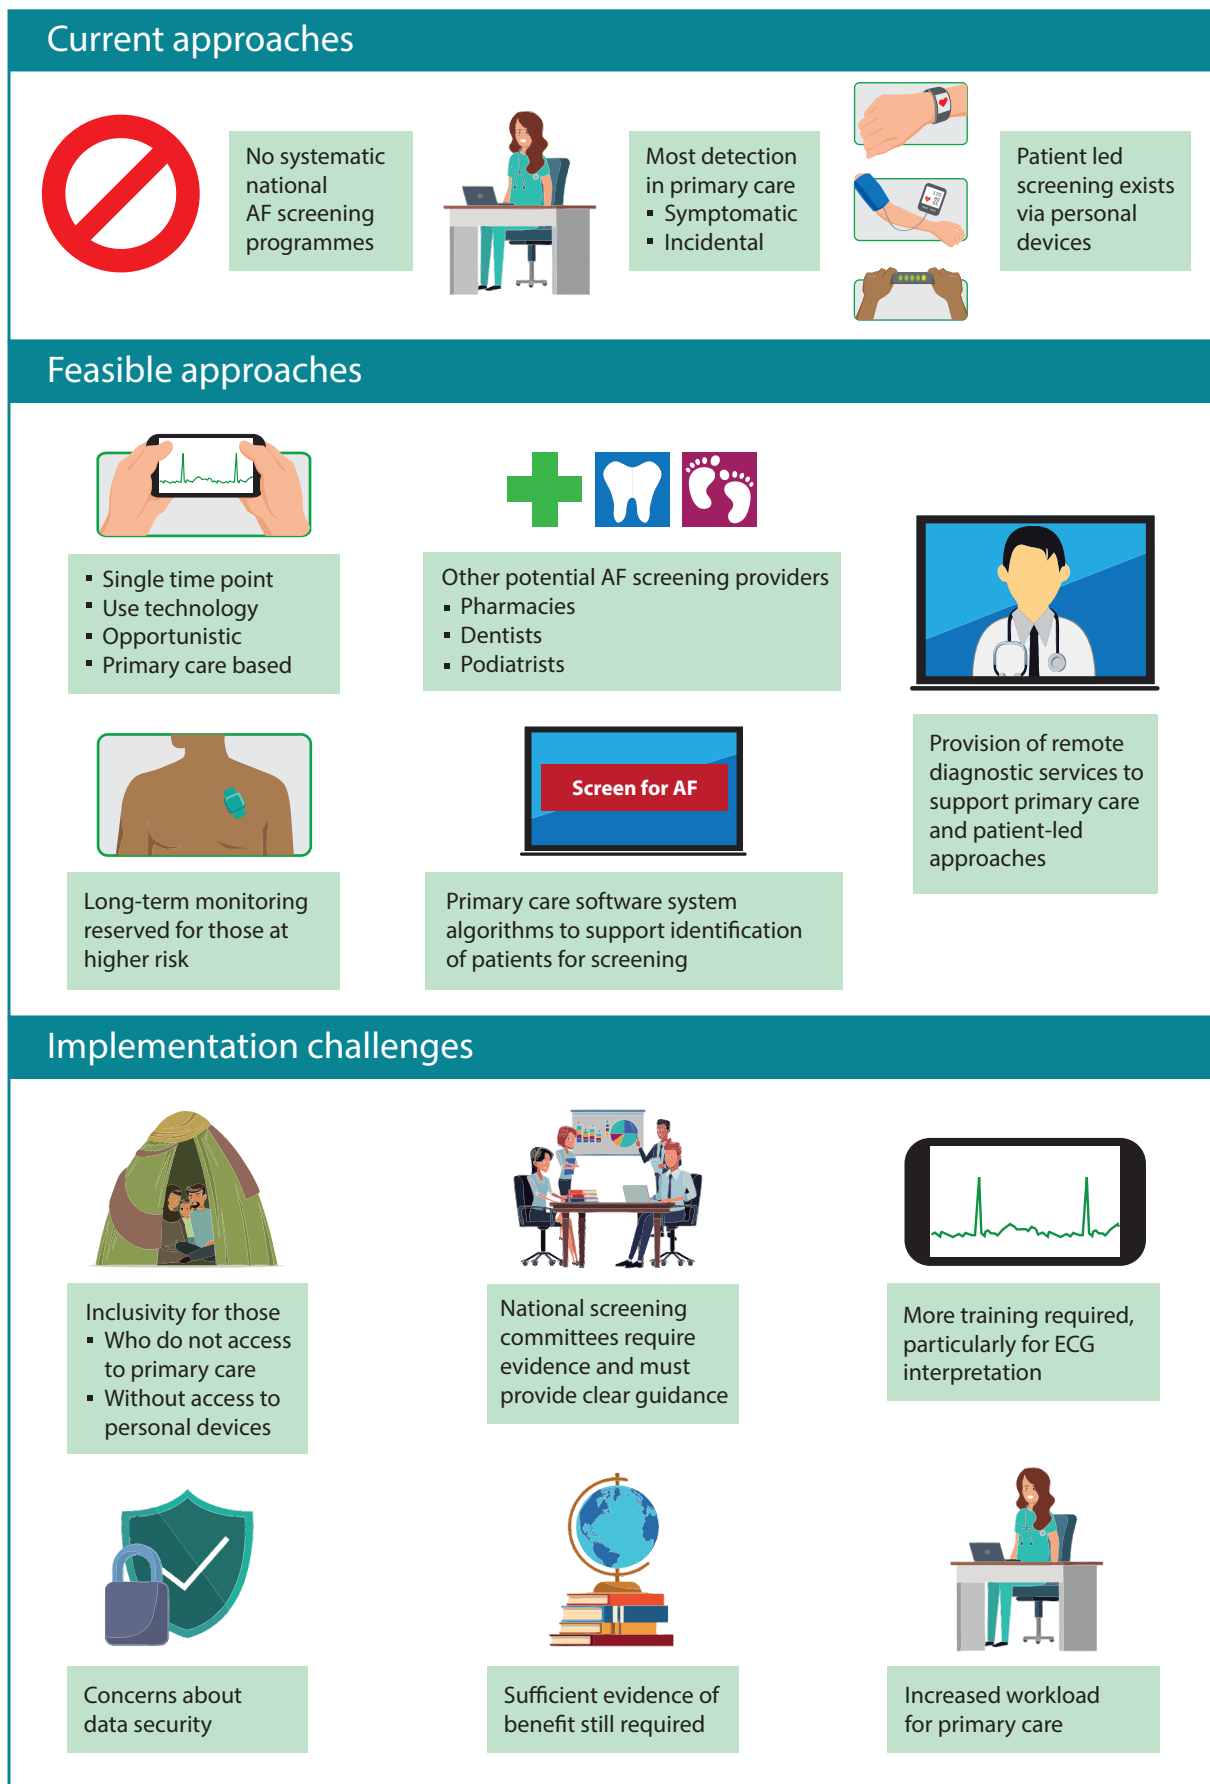 Current approaches
No systematic
national
AF screening
programmes
Most detection
in primary care
▪ Symptomatic
▪ Incidental
Patient led
screening exists
via personal
devices
Feasible approaches
▪ Single time point
▪ Use technology
▪ Opportunistic
▪ Primary care based
Other potential AF screening providers
▪ Pharmacies
▪ Dentists
▪ Podiatrists
Provision of remote
diagnostic services to
support primary care
and patient-led
approaches
Long-term monitoring
reserved for those at
higher risk
Screen for AF
Primary care software system
algorithms to support identification
of patients for screening
Implementation challenges
Inclusivity for those
▪ Who do not access
to primary care
▪ Without access to
personal devices
National screening
committees require
evidence and must
provide clear guidance
More training required,
particularly for ECG
interpretation
Concerns about
data security
Sufficient evidence of
benefit still required
Increased workload
for primary care